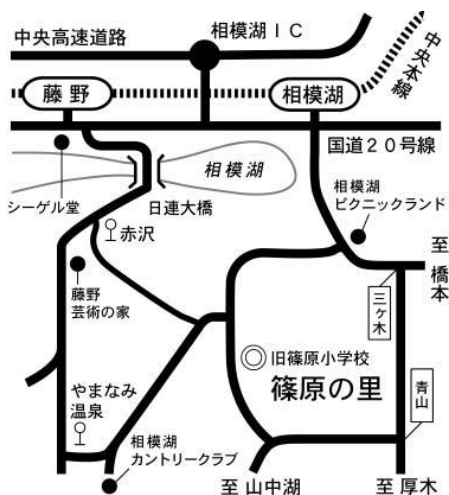 中央高速道路
相模湖ＩＣ
中央本線
藤野
相模湖
国道２０号線
相模湖
シーゲル堂
日連大橋
相模湖
ピクニックランド
赤沢
至橋本
藤野
芸術の家
三ヶ木
旧篠原小学校
篠原の里
青山
やまなみ
温泉
相模湖
カントリークラブ
至山中湖
至厚木